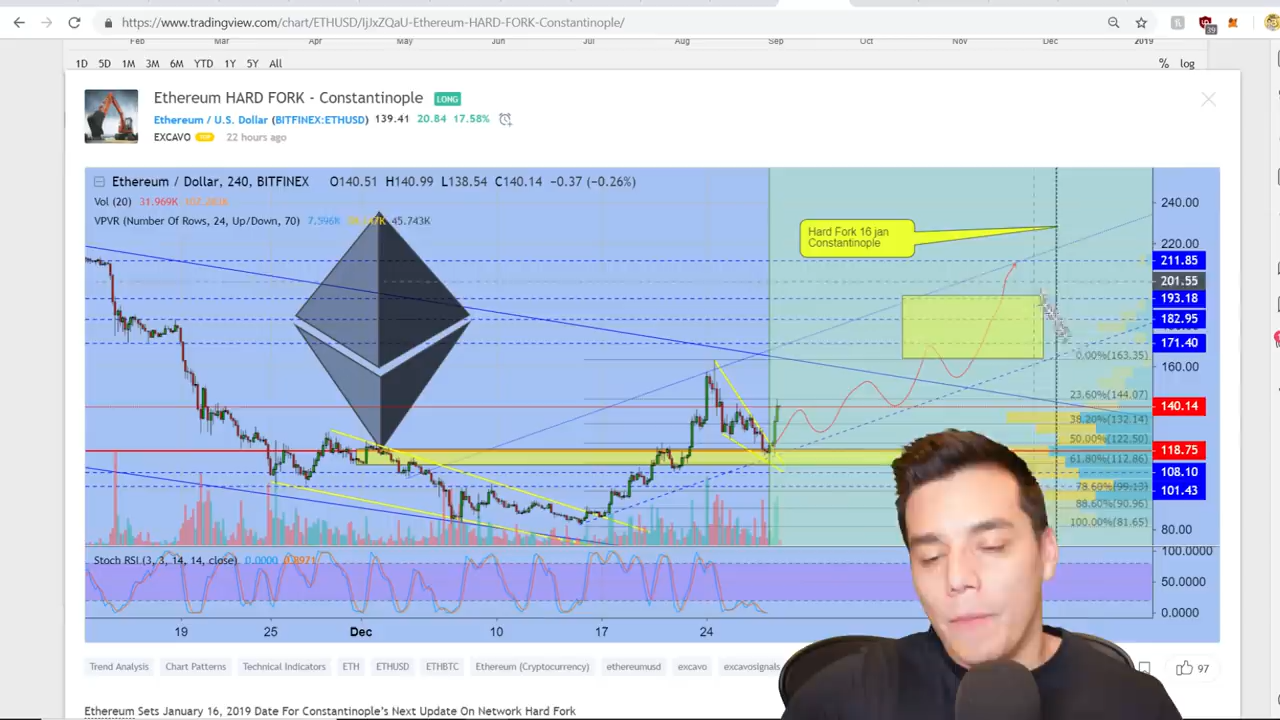 https://www.tradingview.com/chart/ETHUSD/IjJxZQaU-Ethereum-HARD-FORK-Constantinople/
39
Feb Mar Apr May Jun Jul Aug Sep Oct Nov Dec 2019
1D 5D 1M 3M 6M YTD 1Y 5Y All % log
Ethereum HARD FORK - Constantinople LONG
Ethereum / U.S. Dollar (BITFINEX:ETHUSD) 139.41 20.84 17.58%
EXCAVO 22 hours ago
Ethereum / Dollar, 240, BITFINEX O140.51 H140.99 L138.54 C140.14 −0.37 (−0.26%)
Vol (20) 31.969K
VPVR (Number Of Rows, 24, Up/Down, 70) 7.596K 45.743K
Hard Fork 16 jan
Constantinople
240.00
220.00
211.85
201.55
193.18
182.95
171.40
0.00%(163.35)
160.00
23.60%(144.07)
140.14
38.20%(132.14)
50.00%(122.50)
118.75
61.80%(112.86)
108.10
78.60%(99.13)
101.43
88.60%(90.96)
100.00%(81.65)
80.00
Stoch RSI (3, 3, 14, 14, close) 0.0000 0.8971
100.0000
50.0000
0.0000
19 25 Dec 10 17 24
Trend Analysis Chart Patterns Technical Indicators ETH ETHUSD ETHBTC Ethereum (Cryptocurrency) ethereumusd excavo excavosignals
97
Ethereum Sets January 16, 2019 Date For Constantinople's Next Update On Network Hard Fork